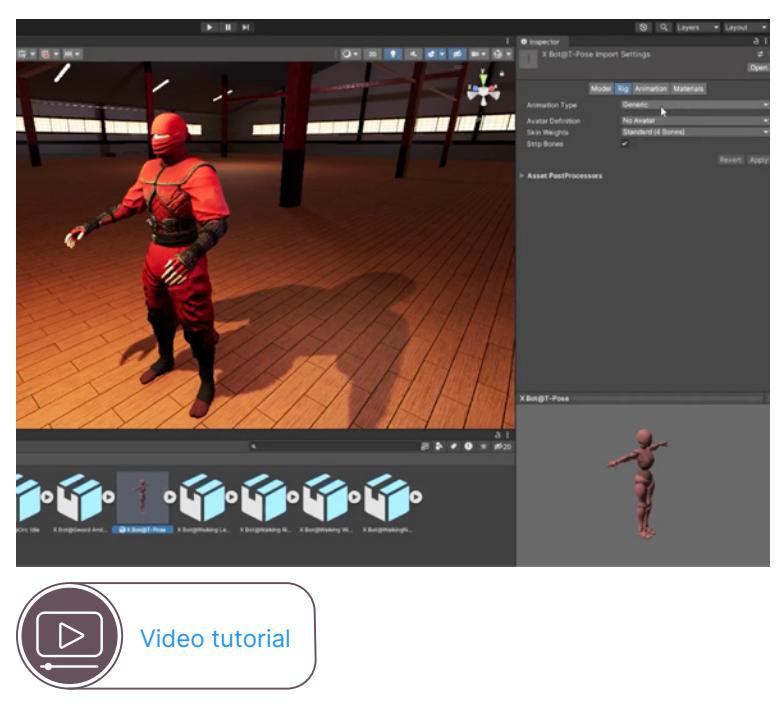 Layers Layout
Inspector
X Bot@T-Pose Import Settings
Open
Model Rig Animation Materials
Animation Type Generic
Avatar Definition No Avatar
Skin Weights Standard (4 Bones)
Strip Bones
Revert Apply
Asset PostProcessors
X Bot@T-Pose
20
Idle X Bot@Sword And... X Bot@T-Pose X Bot@Walking Le... X Bot@Walking Ri... X Bot@Walking W... X Bot@WalkingN...
Video tutorial